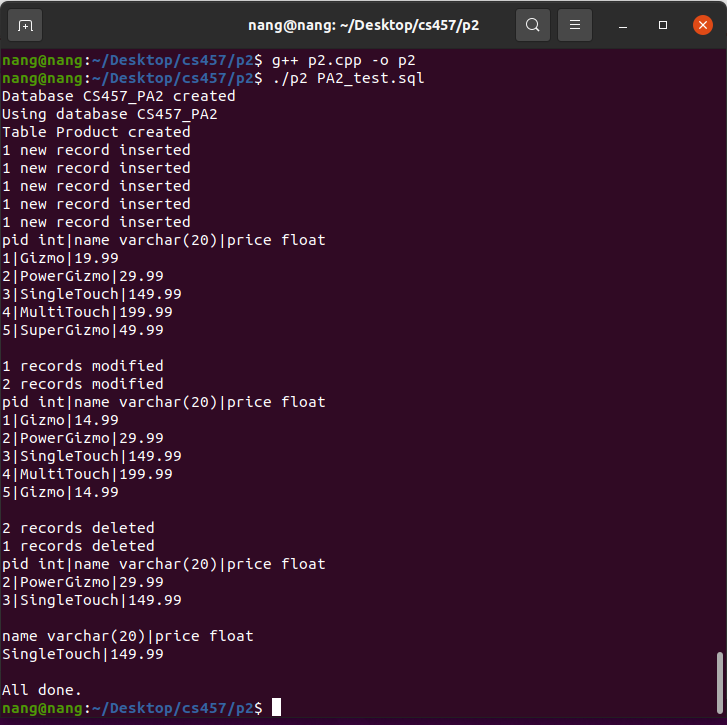 nang@nang: ~/Desktop/cs457/p2
nang@nang:~/Desktop/cs457/p2$ g++ p2.cpp -o p2
nang@nang:~/Desktop/cs457/p2$ ./p2 PA2_test.sql
Database CS457_PA2 created
Using database CS457_PA2
Table Product created
1 new record inserted
1 new record inserted
1 new record inserted
1 new record inserted
1 new record inserted
pid int|name varchar(20)|price float
1|Gizmo|19.99
2|PowerGizmo|29.99
3|SingleTouch|149.99
4|MultiTouch|199.99
5|SuperGizmo|49.99

1 records modified
2 records modified
pid int|name varchar(20)|price float
1|Gizmo|14.99
2|PowerGizmo|29.99
3|SingleTouch|149.99
4|MultiTouch|199.99
5|Gizmo|14.99

2 records deleted
1 records deleted
pid int|name varchar(20)|price float
2|PowerGizmo|29.99
3|SingleTouch|149.99

name varchar(20)|price float
SingleTouch|149.99

All done.
nang@nang:~/Desktop/cs457/p2$